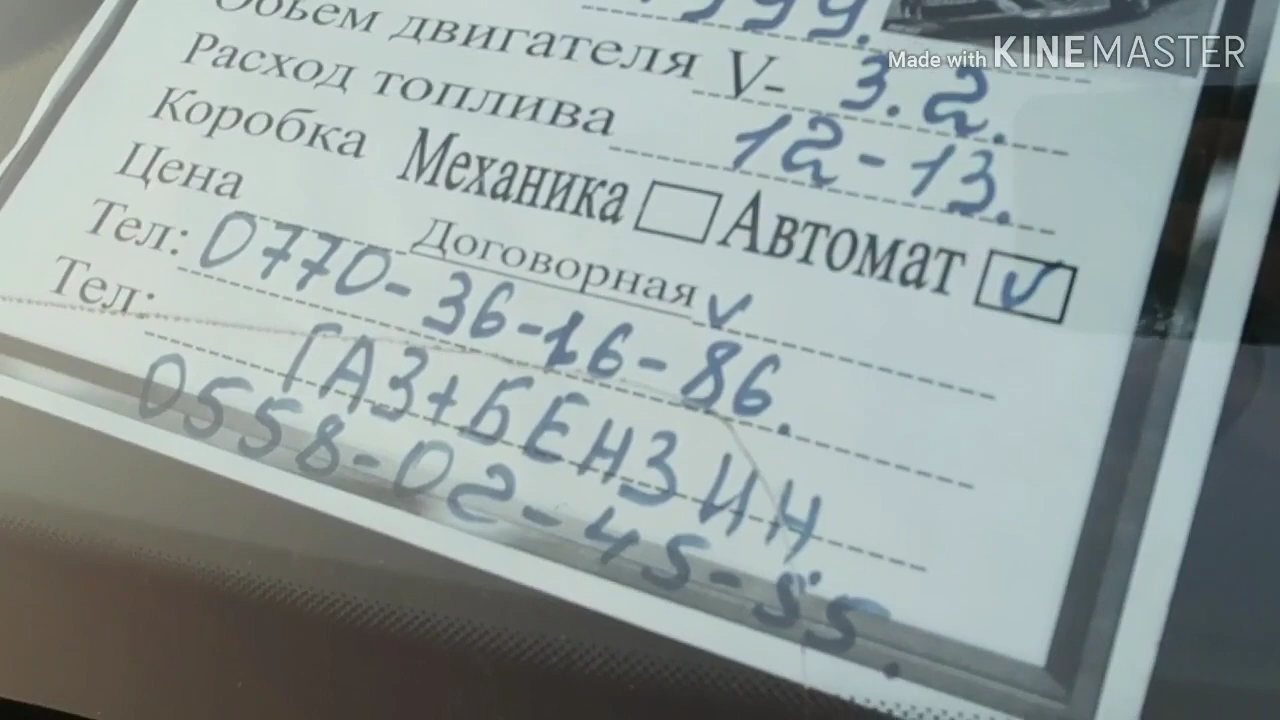 1999.
Made with KINEMASTER
Объем двигателя V- 3.2.
Расход топлива 12-13.
Коробка Механика Автомат V
Цена Договорная V
Тел: 0770-36-16-86.
Тел:
ГАЗ+БЕНЗИН
0558-02-45-55.